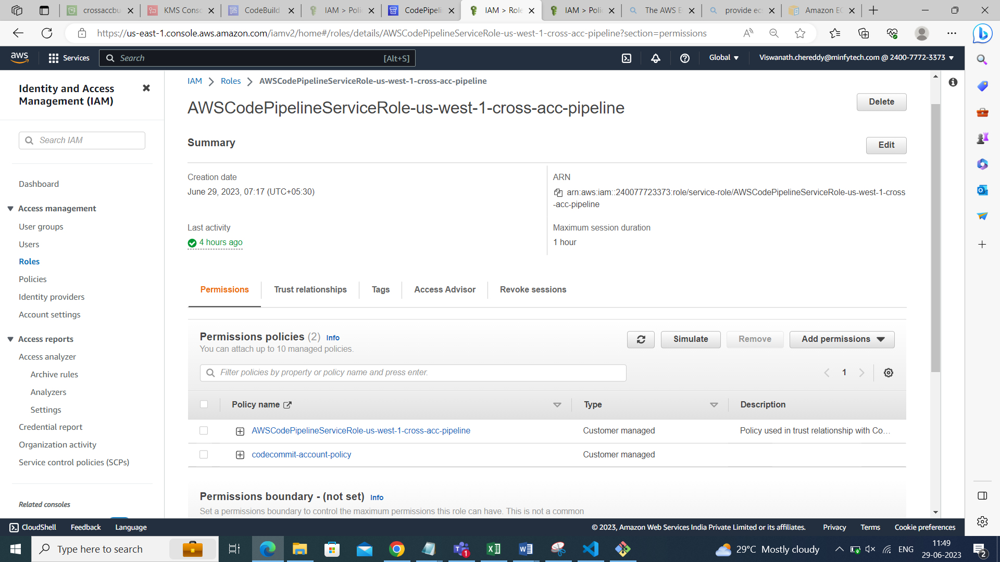 crossaccbu
KMS Conso
CodeBuild
IAM > Poli
CodePipeli
IAM > Role
IAM > Poli
The AWS E
provide ec
Amazon EC
https://us-east-1.console.aws.amazon.com/iamv2/home#/roles/details/AWSCodePipelineServiceRole-us-west-1-cross-acc-pipeline?section=permissions
aws
Services
Search
[Alt+S]
Global
Viswanath.chereddy@minfytech.com @ 2400-7772-3373
Identity and Access
Management (IAM)
Search IAM
Dashboard
Access management
User groups
Users
Roles
Policies
Identity providers
Account settings
Access reports
Access analyzer
Archive rules
Analyzers
Settings
Credential report
Organization activity
Service control policies (SCPs)
Related consoles
IAM
Roles
AWSCodePipelineServiceRole-us-west-1-cross-acc-pipeline
AWSCodePipelineServiceRole-us-west-1-cross-acc-pipeline
Delete
Summary
Edit
Creation date
June 29, 2023, 07:17 (UTC+05:30)
ARN
arn:aws:iam::240077723373:role/service-role/AWSCodePipelineServiceRole-us-west-1-cross
-acc-pipeline
Last activity
4 hours ago
Maximum session duration
1 hour
Permissions
Trust relationships
Tags
Access Advisor
Revoke sessions
Permissions policies (2) Info
You can attach up to 10 managed policies.
Simulate
Remove
Add permissions
Filter policies by property or policy name and press enter.
1
Policy name
Type
Description
AWSCodePipelineServiceRole-us-west-1-cross-acc-pipeline
Customer managed
Policy used in trust relationship with Co…
codecommit-account-policy
Customer managed
Permissions boundary - (not set) Info
Set a permissions boundary to control the maximum permissions this role can have. This is not a common
CloudShell
Feedback
Language
© 2023, Amazon Web Services India Private Limited or its affiliates.
Privacy
Terms
Cookie preferences
Type here to search
1
29°C Mostly cloudy
ENG
11:49
29-06-2023
2